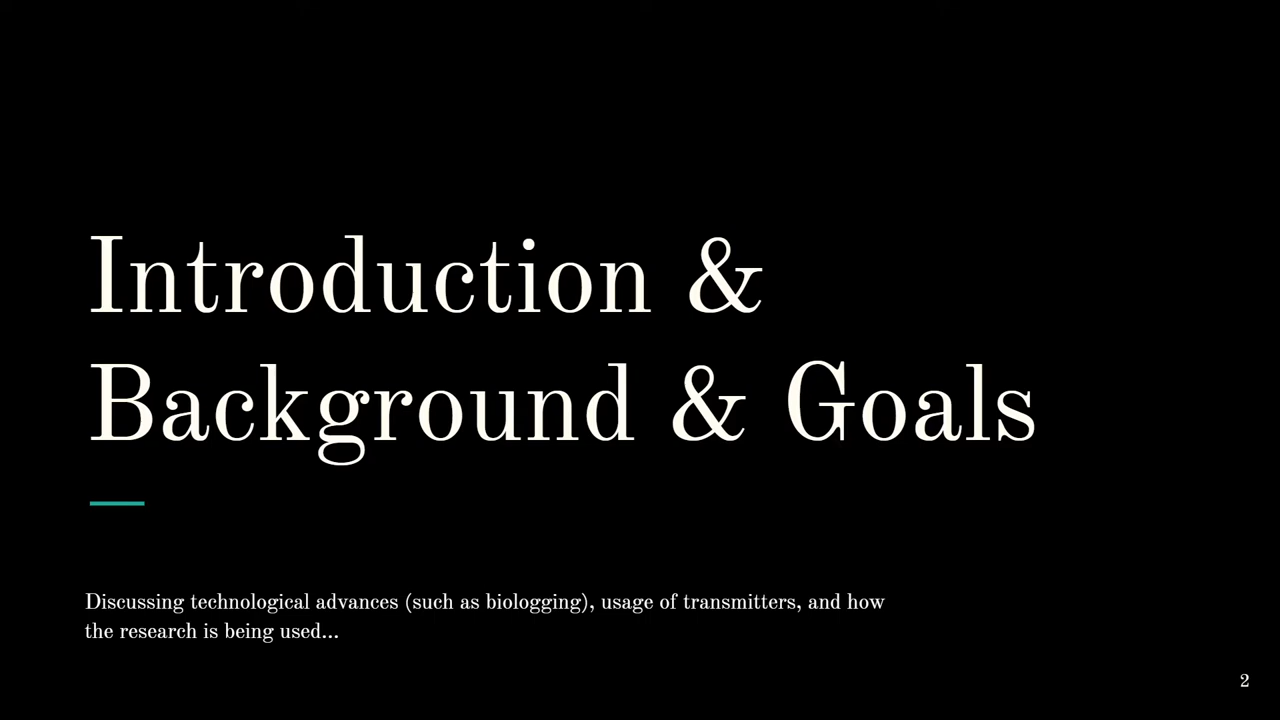 Introduction &
Background & Goals
Discussing technological advances (such as biologging), usage of transmitters, and how
the research is being used...
2